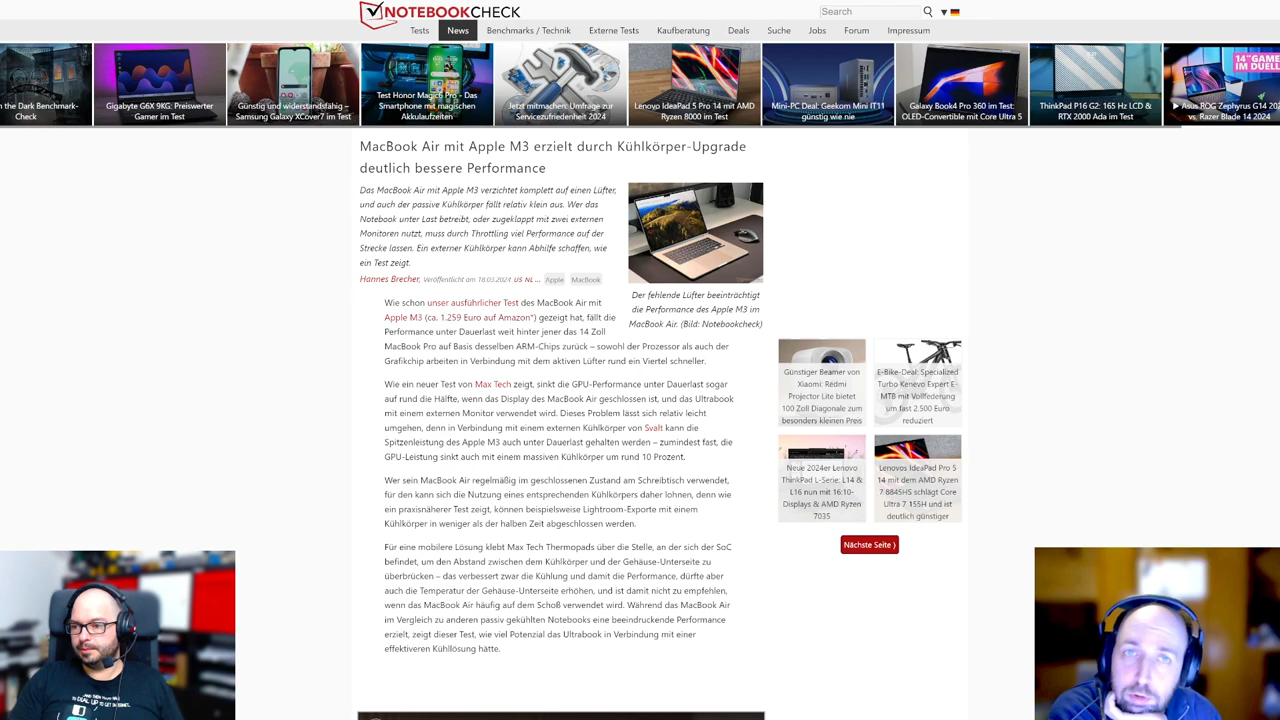 NOTEBOOKCHECK
Search
Tests News Benchmarks / Technik Externe Tests Kaufberatung Deals Suche Jobs Forum Impressum
n the Dark Benchmark-
Check
Gigabyte G6X 9KG: Preiswerter
Gamer im Test
Günstig und widerstandsfähig –
Samsung Galaxy XCover7 im Test
Test Honor Magic6 Pro - Das
Smartphone mit magischen
Akkulaufzeiten
Jetzt mitmachen: Umfrage zur
Servicezufriedenheit 2024
Lenovo IdeaPad 5 Pro 14 mit AMD
Ryzen 8000 im Test
Mini-PC Deal: Geekom Mini IT11
günstig wie nie
Galaxy Book4 Pro 360 im Test:
OLED-Convertible mit Core Ultra 5
ThinkPad P16 G2: 165 Hz LCD &
RTX 2000 Ada im Test
14"GAME
IM DUELL
▶ Asus ROG Zephyrus G14 202
vs. Razer Blade 14 2024
MacBook Air mit Apple M3 erzielt durch Kühlkörper-Upgrade
deutlich bessere Performance
Das MacBook Air mit Apple M3 verzichtet komplett auf einen Lüfter,
und auch der passive Kühlkörper fällt relativ klein aus. Wer das
Notebook unter Last betreibt, oder zugeklappt mit zwei externen
Monitoren nutzt, muss durch Throttling viel Performance auf der
Strecke lassen. Ein externer Kühlkörper kann Abhilfe schaffen, wie
ein Test zeigt.
Hannes Brecher, Veröffentlicht am 18.03.2024 US NL ... Apple MacBook
Der fehlende Lüfter beeinträchtigt
die Performance des Apple M3 im
MacBook Air. (Bild: Notebookcheck)
Wie schon unser ausführlicher Test des MacBook Air mit
Apple M3 (ca. 1.259 Euro auf Amazon*) gezeigt hat, fällt die
Performance unter Dauerlast weit hinter jener das 14 Zoll
MacBook Pro auf Basis desselben ARM-Chips zurück – sowohl der Prozessor als auch der
Grafikchip arbeiten in Verbindung mit dem aktiven Lüfter rund ein Viertel schneller.
Wie ein neuer Test von Max Tech zeigt, sinkt die GPU-Performance unter Dauerlast sogar
auf rund die Hälfte, wenn das Display des MacBook Air geschlossen ist, und das Ultrabook
mit einem externen Monitor verwendet wird. Dieses Problem lässt sich relativ leicht
umgehen, denn in Verbindung mit einem externen Kühlkörper von Svalt kann die
Spitzenleistung des Apple M3 auch unter Dauerlast gehalten werden – zumindest fast, die
GPU-Leistung sinkt auch mit einem massiven Kühlkörper um rund 10 Prozent.
Wer sein MacBook Air regelmäßig im geschlossenen Zustand am Schreibtisch verwendet,
für den kann sich die Nutzung eines entsprechenden Kühlkörpers daher lohnen, denn wie
ein praxisnäherer Test zeigt, können beispielsweise Lightroom-Exporte mit einem
Kühlkörper in weniger als der halben Zeit abgeschlossen werden.
Für eine mobilere Lösung klebt Max Tech Thermopads über die Stelle, an der sich der SoC
befindet, um den Abstand zwischen dem Kühlkörper und der Gehäuse-Unterseite zu
überbrücken – das verbessert zwar die Kühlung und damit die Performance, dürfte aber
auch die Temperatur der Gehäuse-Unterseite erhöhen, und ist damit nicht zu empfehlen,
wenn das MacBook Air häufig auf dem Schoß verwendet wird. Während das MacBook Air
im Vergleich zu anderen passiv gekühlten Notebooks eine beeindruckende Performance
erzielt, zeigt dieser Test, wie viel Potenzial das Ultrabook in Verbindung mit einer
effektiveren Kühllösung hätte.
Günstiger Beamer von
Xiaomi: Redmi
Projector Lite bietet
100 Zoll Diagonale zum
besonders kleinen Preis
E-Bike-Deal: Specialized
Turbo Kenevo Expert E-
MTB mit Vollfederung
um fast 2.500 Euro
reduziert
Neue 2024er Lenovo
ThinkPad L-Serie: L14 &
L16 nun mit 16:10-
Displays & AMD Ryzen
7035
Lenovos IdeaPad Pro 5
14 mit dem AMD Ryzen
7 8845HS schlägt Core
Ultra 7 155H und ist
deutlich günstiger
Nächste Seite ⟩